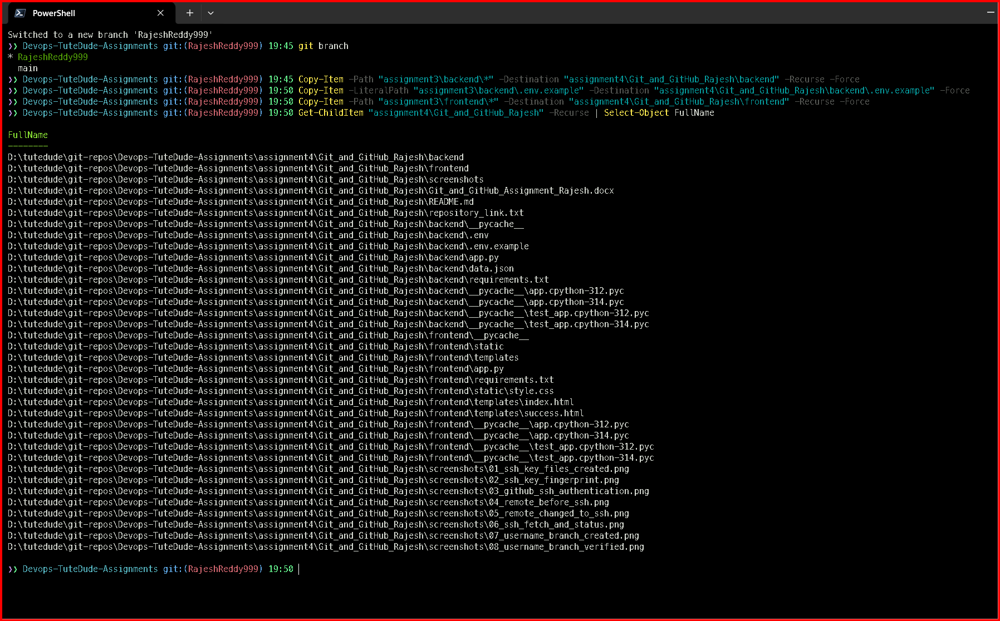 PowerShell
Switched to a new branch 'RajeshReddy999'
❯❯ Devops-TuteDude-Assignments git:(RajeshReddy999) 19:45 git branch
* RajeshReddy999
  main
❯❯ Devops-TuteDude-Assignments git:(RajeshReddy999) 19:45 Copy-Item -Path "assignment3\backend\*" -Destination "assignment4\Git_and_GitHub_Rajesh\backend" -Recurse -Force
❯❯ Devops-TuteDude-Assignments git:(RajeshReddy999) 19:50 Copy-Item -LiteralPath "assignment3\backend\.env.example" -Destination "assignment4\Git_and_GitHub_Rajesh\backend\.env.example" -Force
❯❯ Devops-TuteDude-Assignments git:(RajeshReddy999) 19:50 Copy-Item -Path "assignment3\frontend\*" -Destination "assignment4\Git_and_GitHub_Rajesh\frontend" -Recurse -Force
❯❯ Devops-TuteDude-Assignments git:(RajeshReddy999) 19:50 Get-ChildItem "assignment4\Git_and_GitHub_Rajesh" -Recurse | Select-Object FullName
FullName
--------
D:\tutedude\git-repos\Devops-TuteDude-Assignments\assignment4\Git_and_GitHub_Rajesh\backend
D:\tutedude\git-repos\Devops-TuteDude-Assignments\assignment4\Git_and_GitHub_Rajesh\frontend
D:\tutedude\git-repos\Devops-TuteDude-Assignments\assignment4\Git_and_GitHub_Rajesh\screenshots
D:\tutedude\git-repos\Devops-TuteDude-Assignments\assignment4\Git_and_GitHub_Rajesh\Git_and_GitHub_Assignment_Rajesh.docx
D:\tutedude\git-repos\Devops-TuteDude-Assignments\assignment4\Git_and_GitHub_Rajesh\README.md
D:\tutedude\git-repos\Devops-TuteDude-Assignments\assignment4\Git_and_GitHub_Rajesh\repository_link.txt
D:\tutedude\git-repos\Devops-TuteDude-Assignments\assignment4\Git_and_GitHub_Rajesh\backend\__pycache__
D:\tutedude\git-repos\Devops-TuteDude-Assignments\assignment4\Git_and_GitHub_Rajesh\backend\.env
D:\tutedude\git-repos\Devops-TuteDude-Assignments\assignment4\Git_and_GitHub_Rajesh\backend\.env.example
D:\tutedude\git-repos\Devops-TuteDude-Assignments\assignment4\Git_and_GitHub_Rajesh\backend\app.py
D:\tutedude\git-repos\Devops-TuteDude-Assignments\assignment4\Git_and_GitHub_Rajesh\backend\data.json
D:\tutedude\git-repos\Devops-TuteDude-Assignments\assignment4\Git_and_GitHub_Rajesh\backend\requirements.txt
D:\tutedude\git-repos\Devops-TuteDude-Assignments\assignment4\Git_and_GitHub_Rajesh\backend\__pycache__\app.cpython-312.pyc
D:\tutedude\git-repos\Devops-TuteDude-Assignments\assignment4\Git_and_GitHub_Rajesh\backend\__pycache__\app.cpython-314.pyc
D:\tutedude\git-repos\Devops-TuteDude-Assignments\assignment4\Git_and_GitHub_Rajesh\backend\__pycache__\test_app.cpython-312.pyc
D:\tutedude\git-repos\Devops-TuteDude-Assignments\assignment4\Git_and_GitHub_Rajesh\backend\__pycache__\test_app.cpython-314.pyc
D:\tutedude\git-repos\Devops-TuteDude-Assignments\assignment4\Git_and_GitHub_Rajesh\frontend\__pycache__
D:\tutedude\git-repos\Devops-TuteDude-Assignments\assignment4\Git_and_GitHub_Rajesh\frontend\static
D:\tutedude\git-repos\Devops-TuteDude-Assignments\assignment4\Git_and_GitHub_Rajesh\frontend\templates
D:\tutedude\git-repos\Devops-TuteDude-Assignments\assignment4\Git_and_GitHub_Rajesh\frontend\app.py
D:\tutedude\git-repos\Devops-TuteDude-Assignments\assignment4\Git_and_GitHub_Rajesh\frontend\requirements.txt
D:\tutedude\git-repos\Devops-TuteDude-Assignments\assignment4\Git_and_GitHub_Rajesh\frontend\static\style.css
D:\tutedude\git-repos\Devops-TuteDude-Assignments\assignment4\Git_and_GitHub_Rajesh\frontend\templates\index.html
D:\tutedude\git-repos\Devops-TuteDude-Assignments\assignment4\Git_and_GitHub_Rajesh\frontend\templates\success.html
D:\tutedude\git-repos\Devops-TuteDude-Assignments\assignment4\Git_and_GitHub_Rajesh\frontend\__pycache__\app.cpython-312.pyc
D:\tutedude\git-repos\Devops-TuteDude-Assignments\assignment4\Git_and_GitHub_Rajesh\frontend\__pycache__\app.cpython-314.pyc
D:\tutedude\git-repos\Devops-TuteDude-Assignments\assignment4\Git_and_GitHub_Rajesh\frontend\__pycache__\test_app.cpython-312.pyc
D:\tutedude\git-repos\Devops-TuteDude-Assignments\assignment4\Git_and_GitHub_Rajesh\frontend\__pycache__\test_app.cpython-314.pyc
D:\tutedude\git-repos\Devops-TuteDude-Assignments\assignment4\Git_and_GitHub_Rajesh\screenshots\01_ssh_key_files_created.png
D:\tutedude\git-repos\Devops-TuteDude-Assignments\assignment4\Git_and_GitHub_Rajesh\screenshots\02_ssh_key_fingerprint.png
D:\tutedude\git-repos\Devops-TuteDude-Assignments\assignment4\Git_and_GitHub_Rajesh\screenshots\03_github_ssh_authentication.png
D:\tutedude\git-repos\Devops-TuteDude-Assignments\assignment4\Git_and_GitHub_Rajesh\screenshots\04_remote_before_ssh.png
D:\tutedude\git-repos\Devops-TuteDude-Assignments\assignment4\Git_and_GitHub_Rajesh\screenshots\05_remote_changed_to_ssh.png
D:\tutedude\git-repos\Devops-TuteDude-Assignments\assignment4\Git_and_GitHub_Rajesh\screenshots\06_ssh_fetch_and_status.png
D:\tutedude\git-repos\Devops-TuteDude-Assignments\assignment4\Git_and_GitHub_Rajesh\screenshots\07_username_branch_created.png
D:\tutedude\git-repos\Devops-TuteDude-Assignments\assignment4\Git_and_GitHub_Rajesh\screenshots\08_username_branch_verified.png
❯❯ Devops-TuteDude-Assignments git:(RajeshReddy999) 19:50